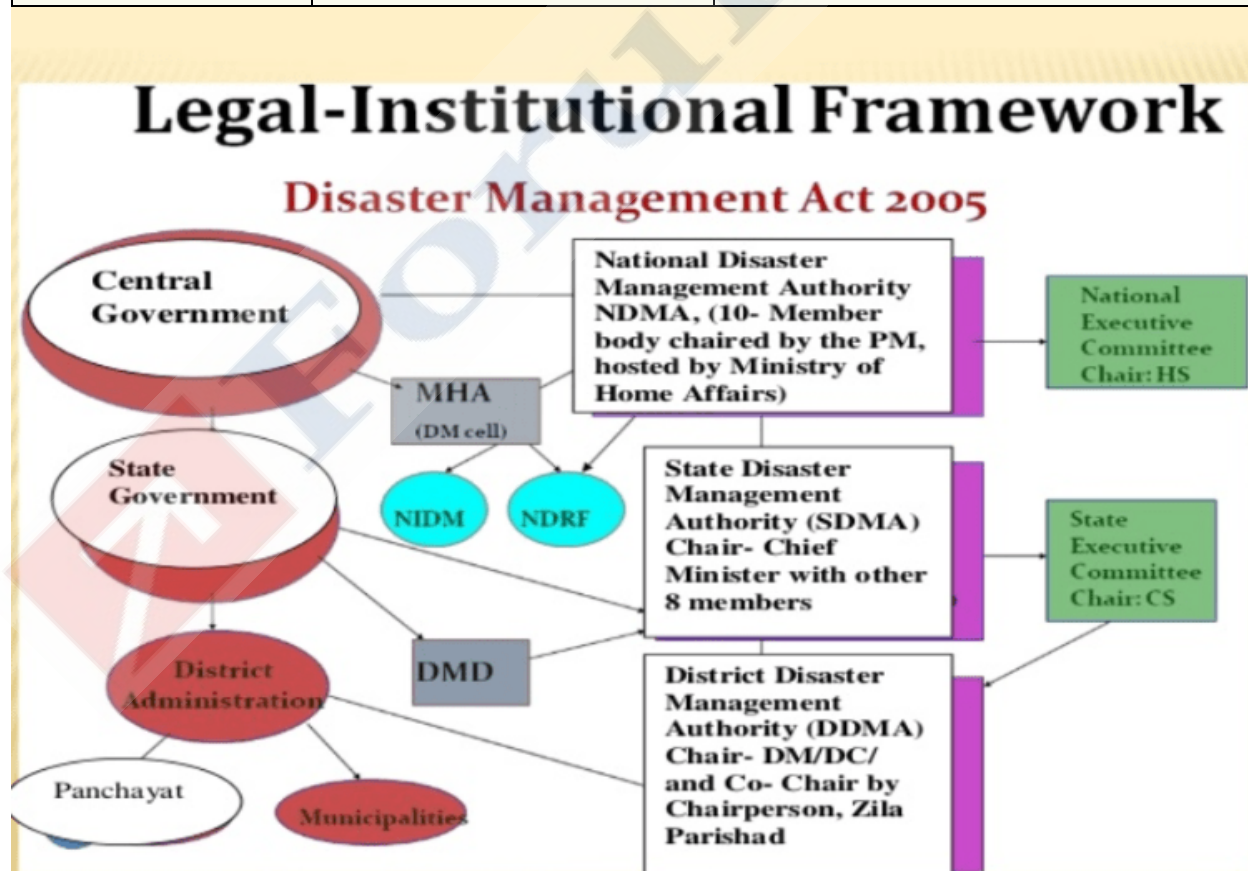 Legal-Institutional Framework
Disaster Management Act 2005
Central
Government
National Disaster
Management Authority
NDMA, (10- Member
body chaired by the PM,
hosted by Ministry of
Home Affairs)
National
Executive
Committee
Chair: HS
MHA
(DM cell)
State
Government
NIDM
NDRF
State Disaster
Management
Authority (SDMA)
Chair- Chief
Minister with other
8 members
State
Executive
Committee
Chair: CS
District
Administration
DMD
District Disaster
Management
Authority (DDMA)
Chair- DM/DC/
and Co- Chair by
Chairperson, Zila
Parishad
Panchayat
Municipalities